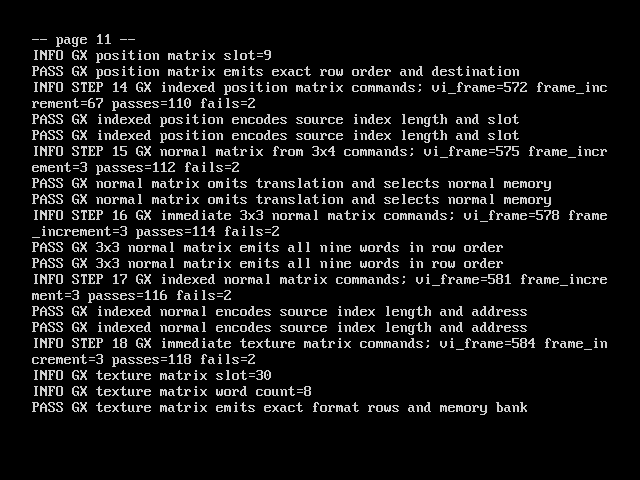 -- page 11 --
INFO GX position matrix slot=9
PASS GX position matrix emits exact row order and destination
INFO STEP 14 GX indexed position matrix commands; vi_frame=572 frame_inc
rement=67 passes=110 fails=2
PASS GX indexed position encodes source index length and slot
PASS GX indexed position encodes source index length and slot
INFO STEP 15 GX normal matrix from 3x4 commands; vi_frame=575 frame_incr
ement=3 passes=112 fails=2
PASS GX normal matrix omits translation and selects normal memory
PASS GX normal matrix omits translation and selects normal memory
INFO STEP 16 GX immediate 3x3 normal matrix commands; vi_frame=578 frame
_increment=3 passes=114 fails=2
PASS GX 3x3 normal matrix emits all nine words in row order
PASS GX 3x3 normal matrix emits all nine words in row order
INFO STEP 17 GX indexed normal matrix commands; vi_frame=581 frame_incre
ment=3 passes=116 fails=2
PASS GX indexed normal encodes source index length and address
PASS GX indexed normal encodes source index length and address
INFO STEP 18 GX immediate texture matrix commands; vi_frame=584 frame_in
crement=3 passes=118 fails=2
INFO GX texture matrix slot=30
INFO GX texture matrix word count=8
PASS GX texture matrix emits exact format rows and memory bank